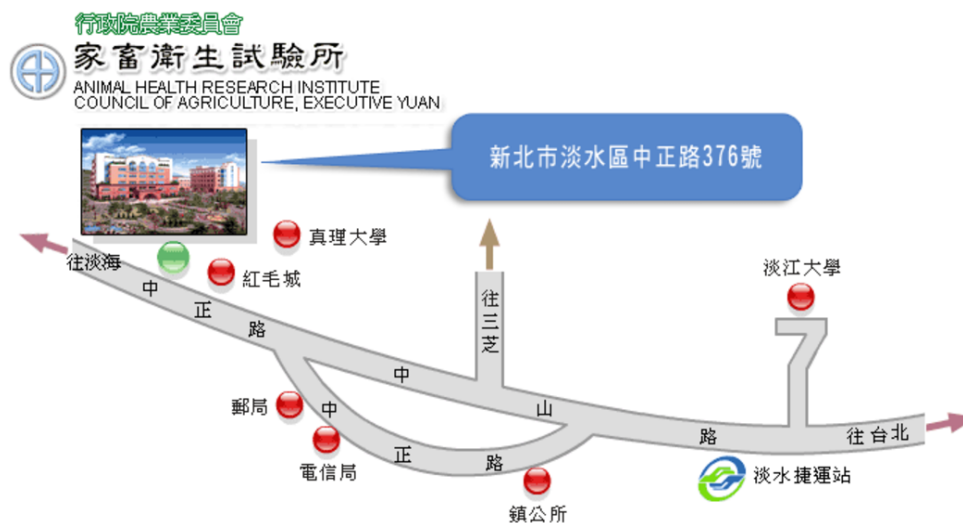 行政院農業委員會
家畜衛生試驗所
ANIMAL HEALTH RESEARCH INSTITUTE
COUNCIL OF AGRICULTURE, EXECUTIVE YUAN
新北市淡水區中正路376號
真理大學
往淡海
紅毛城
中正路
往三芝
淡江大學
中山路
往台北
郵局
中正路
電信局
鎮公所
淡水捷運站